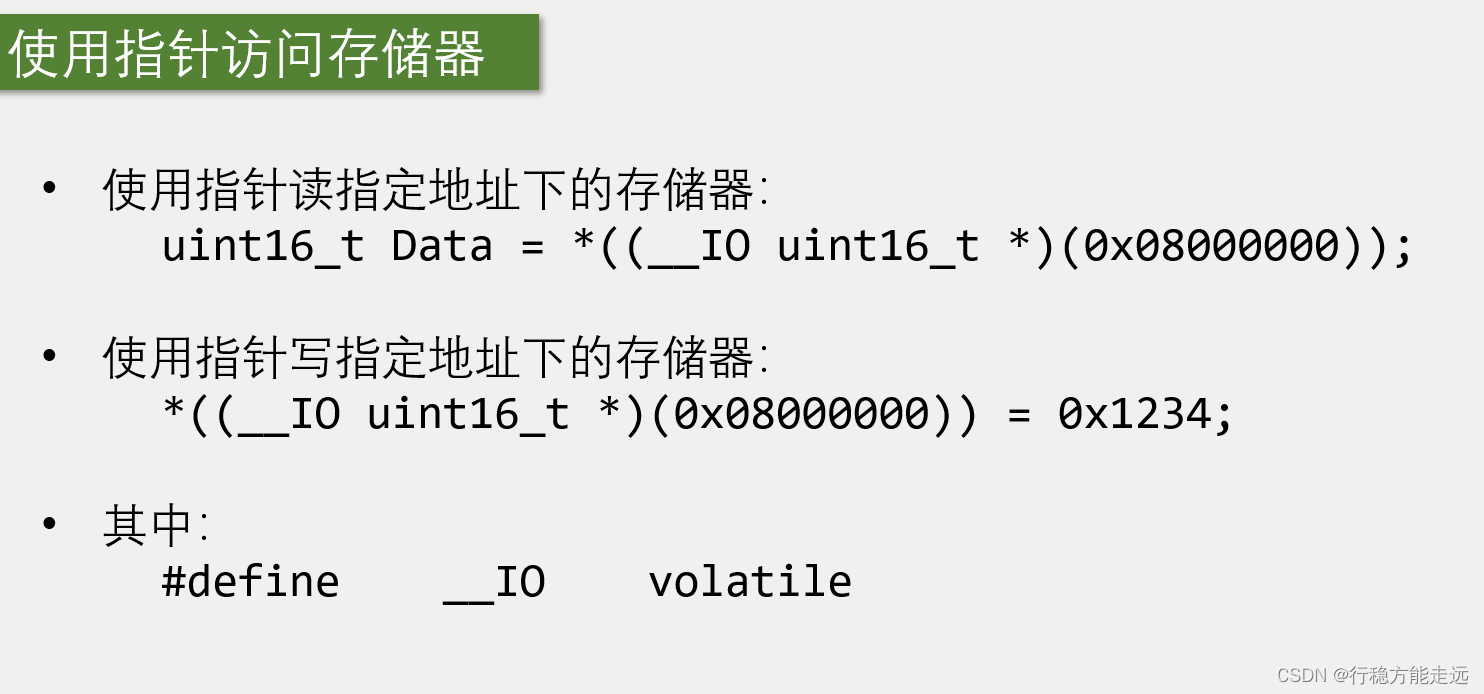 使用指针访问存储器
• 使用指针读指定地址下的存储器:
uint16_t Data = *((__IO uint16_t *)(0x08000000));
• 使用指针写指定地址下的存储器:
*((__IO uint16_t *)(0x08000000)) = 0x1234;
• 其中:
#define    __IO    volatile
CSDN @行稳方能走远